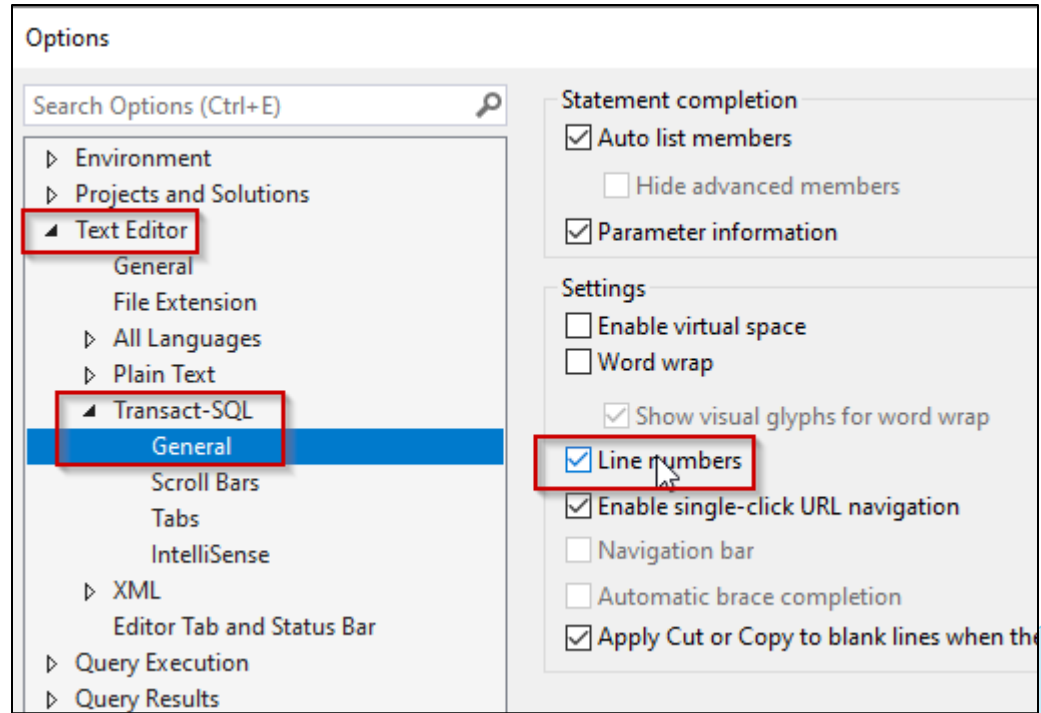 Options
Search Options (Ctrl+E)
Environment
Projects and Solutions
Text Editor
General
File Extension
All Languages
Plain Text
Transact-SQL
General
Scroll Bars
Tabs
IntelliSense
XML
Editor Tab and Status Bar
Query Execution
Query Results
Statement completion
Auto list members
Hide advanced members
Parameter information
Settings
Enable virtual space
Word wrap
Show visual glyphs for word wrap
Line numbers
Enable single-click URL navigation
Navigation bar
Automatic brace completion
Apply Cut or Copy to blank lines when the